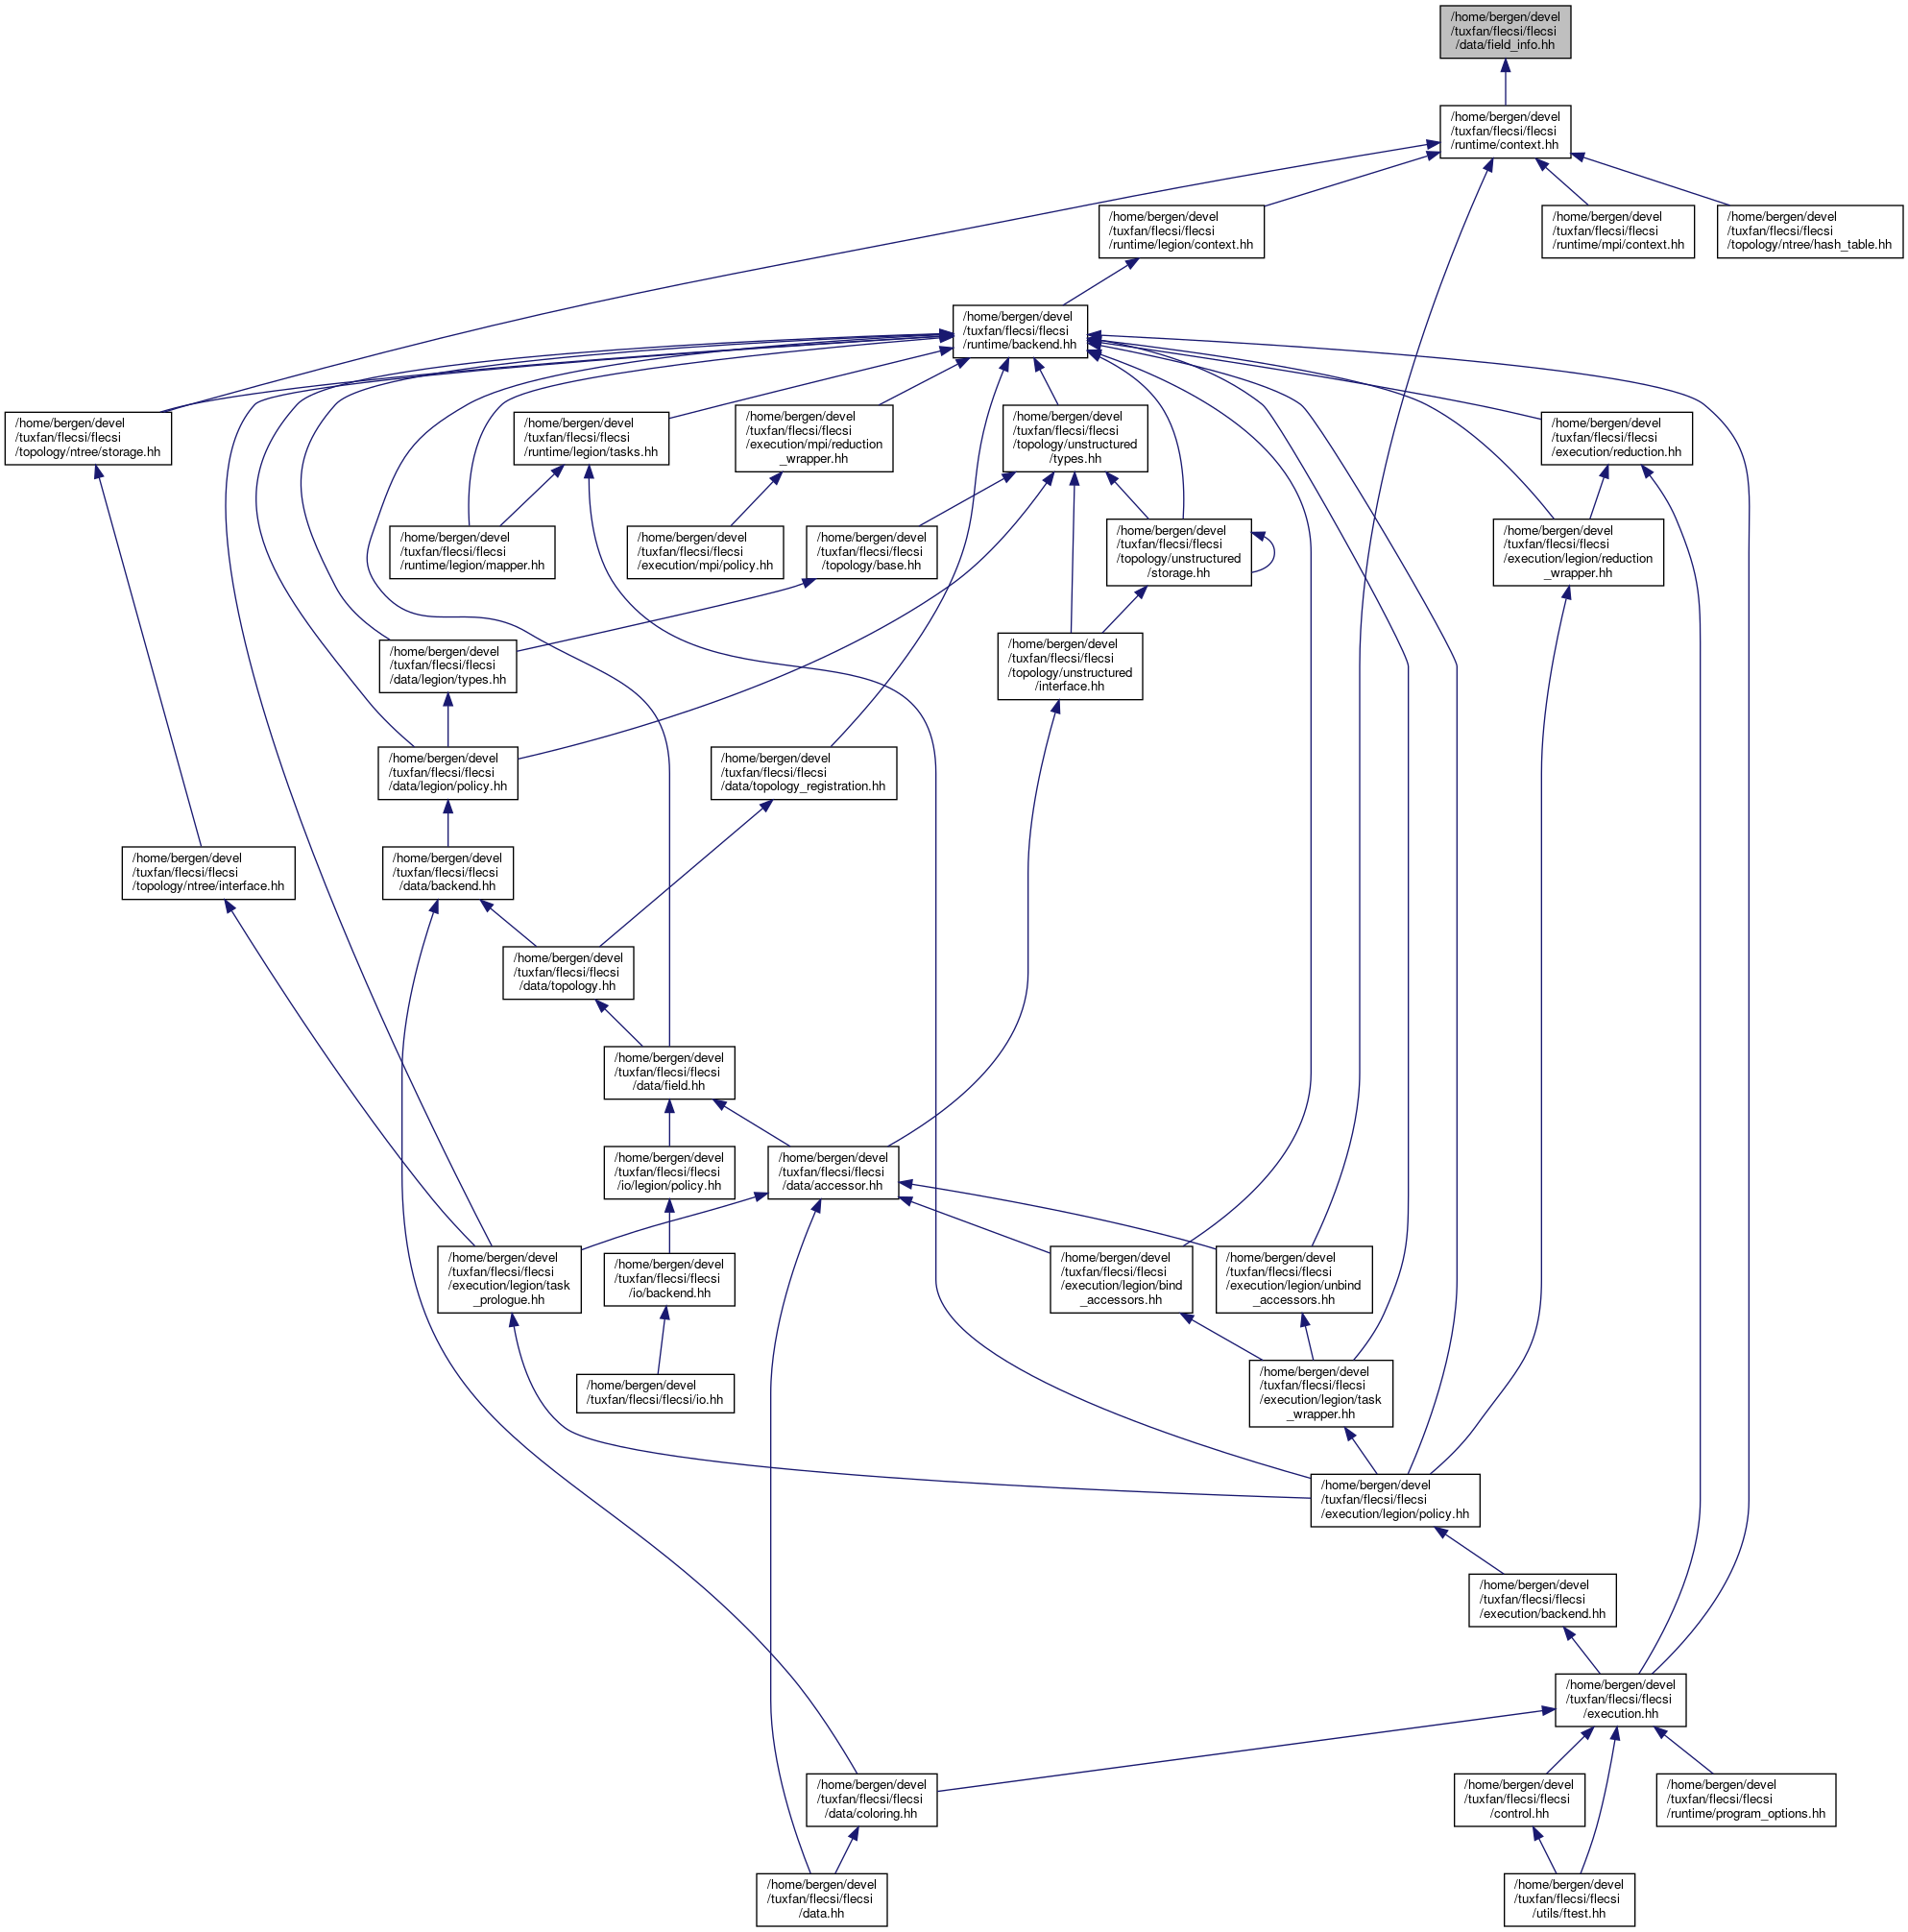 /home/bergen/devel
/tuxfan/flecsi/flecsi
/data/field_info.hh
/home/bergen/devel
/tuxfan/flecsi/flecsi
/runtime/context.hh
/home/bergen/devel
/tuxfan/flecsi/flecsi
/runtime/legion/context.hh
/home/bergen/devel
/tuxfan/flecsi/flecsi
/runtime/mpi/context.hh
/home/bergen/devel
/tuxfan/flecsi/flecsi
/topology/ntree/hash_table.hh
/home/bergen/devel
/tuxfan/flecsi/flecsi
/runtime/backend.hh
/home/bergen/devel
/tuxfan/flecsi/flecsi
/topology/ntree/storage.hh
/home/bergen/devel
/tuxfan/flecsi/flecsi
/runtime/legion/tasks.hh
/home/bergen/devel
/tuxfan/flecsi/flecsi
/execution/mpi/reduction
_wrapper.hh
/home/bergen/devel
/tuxfan/flecsi/flecsi
/topology/unstructured
/types.hh
/home/bergen/devel
/tuxfan/flecsi/flecsi
/execution/reduction.hh
/home/bergen/devel
/tuxfan/flecsi/flecsi
/runtime/legion/mapper.hh
/home/bergen/devel
/tuxfan/flecsi/flecsi
/execution/mpi/policy.hh
/home/bergen/devel
/tuxfan/flecsi/flecsi
/topology/base.hh
/home/bergen/devel
/tuxfan/flecsi/flecsi
/topology/unstructured
/storage.hh
/home/bergen/devel
/tuxfan/flecsi/flecsi
/execution/legion/reduction
_wrapper.hh
/home/bergen/devel
/tuxfan/flecsi/flecsi
/data/legion/types.hh
/home/bergen/devel
/tuxfan/flecsi/flecsi
/topology/unstructured
/interface.hh
/home/bergen/devel
/tuxfan/flecsi/flecsi
/data/legion/policy.hh
/home/bergen/devel
/tuxfan/flecsi/flecsi
/data/topology_registration.hh
/home/bergen/devel
/tuxfan/flecsi/flecsi
/topology/ntree/interface.hh
/home/bergen/devel
/tuxfan/flecsi/flecsi
/data/backend.hh
/home/bergen/devel
/tuxfan/flecsi/flecsi
/data/topology.hh
/home/bergen/devel
/tuxfan/flecsi/flecsi
/data/field.hh
/home/bergen/devel
/tuxfan/flecsi/flecsi
/io/legion/policy.hh
/home/bergen/devel
/tuxfan/flecsi/flecsi
/data/accessor.hh
/home/bergen/devel
/tuxfan/flecsi/flecsi
/execution/legion/task
_prologue.hh
/home/bergen/devel
/tuxfan/flecsi/flecsi
/io/backend.hh
/home/bergen/devel
/tuxfan/flecsi/flecsi
/execution/legion/bind
_accessors.hh
/home/bergen/devel
/tuxfan/flecsi/flecsi
/execution/legion/unbind
_accessors.hh
/home/bergen/devel
/tuxfan/flecsi/flecsi/io.hh
/home/bergen/devel
/tuxfan/flecsi/flecsi
/execution/legion/task
_wrapper.hh
/home/bergen/devel
/tuxfan/flecsi/flecsi
/execution/legion/policy.hh
/home/bergen/devel
/tuxfan/flecsi/flecsi
/execution/backend.hh
/home/bergen/devel
/tuxfan/flecsi/flecsi
/execution.hh
/home/bergen/devel
/tuxfan/flecsi/flecsi
/data/coloring.hh
/home/bergen/devel
/tuxfan/flecsi/flecsi
/control.hh
/home/bergen/devel
/tuxfan/flecsi/flecsi
/runtime/program_options.hh
/home/bergen/devel
/tuxfan/flecsi/flecsi
/data.hh
/home/bergen/devel
/tuxfan/flecsi/flecsi
/utils/ftest.hh